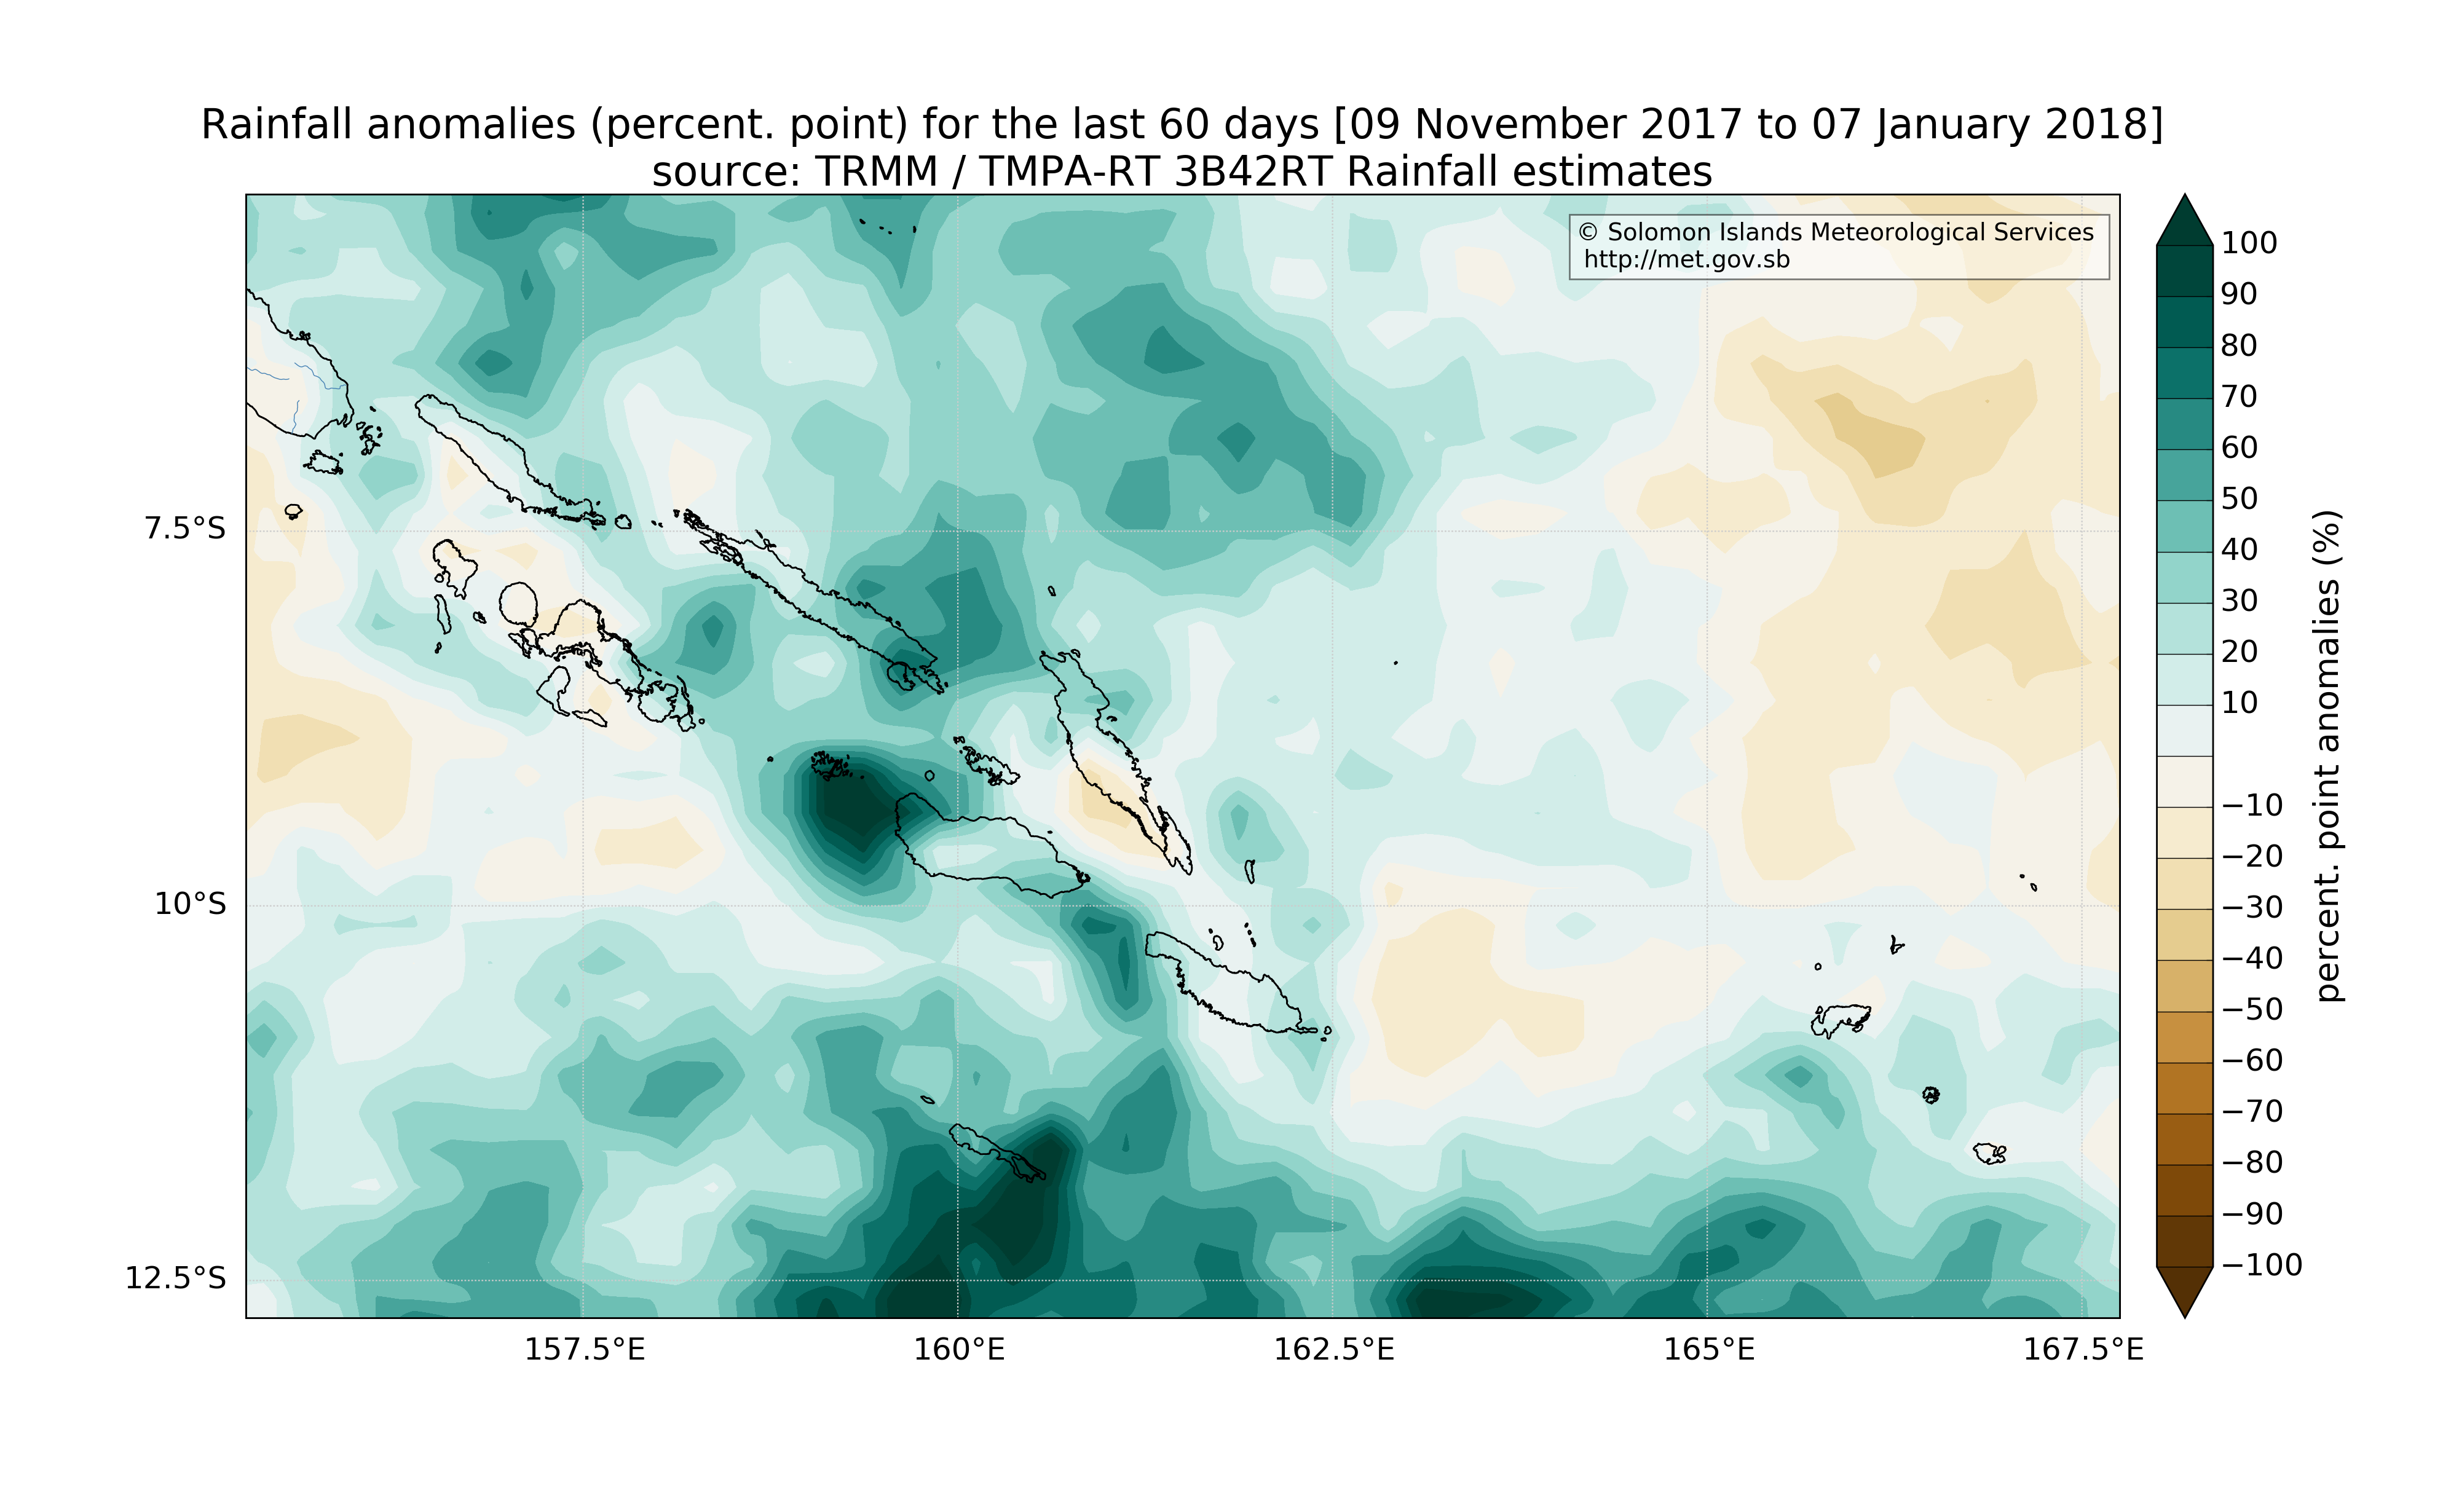 Rainfall anomalies (percent. point) for the last 60 days [09 November 2017 to 07 January 2018]
source: TRMM / TMPA-RT 3B42RT Rainfall estimates
© Solomon Islands Meteorological Services
http://met.gov.sb
7.5°S
10°S
12.5°S
157.5°E
160°E
162.5°E
165°E
167.5°E
100
90
80
70
60
50
40
30
20
10
−10
−20
−30
−40
−50
−60
−70
−80
−90
−100
percent. point anomalies (%)